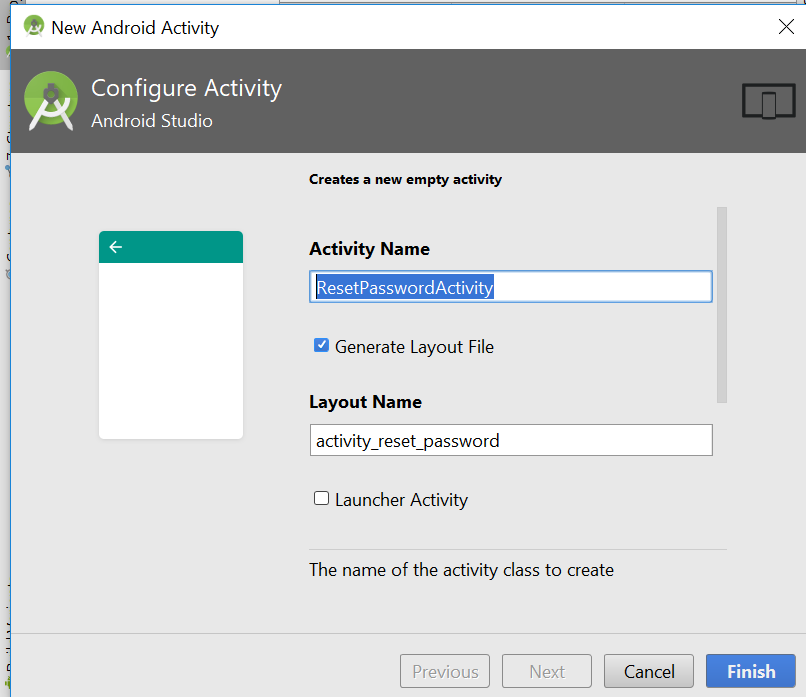 New Android Activity
Configure Activity
Android Studio
Creates a new empty activity
Activity Name
ResetPasswordActivity
Generate Layout File
Layout Name
activity_reset_password
Launcher Activity
The name of the activity class to create
Previous Next Cancel Finish